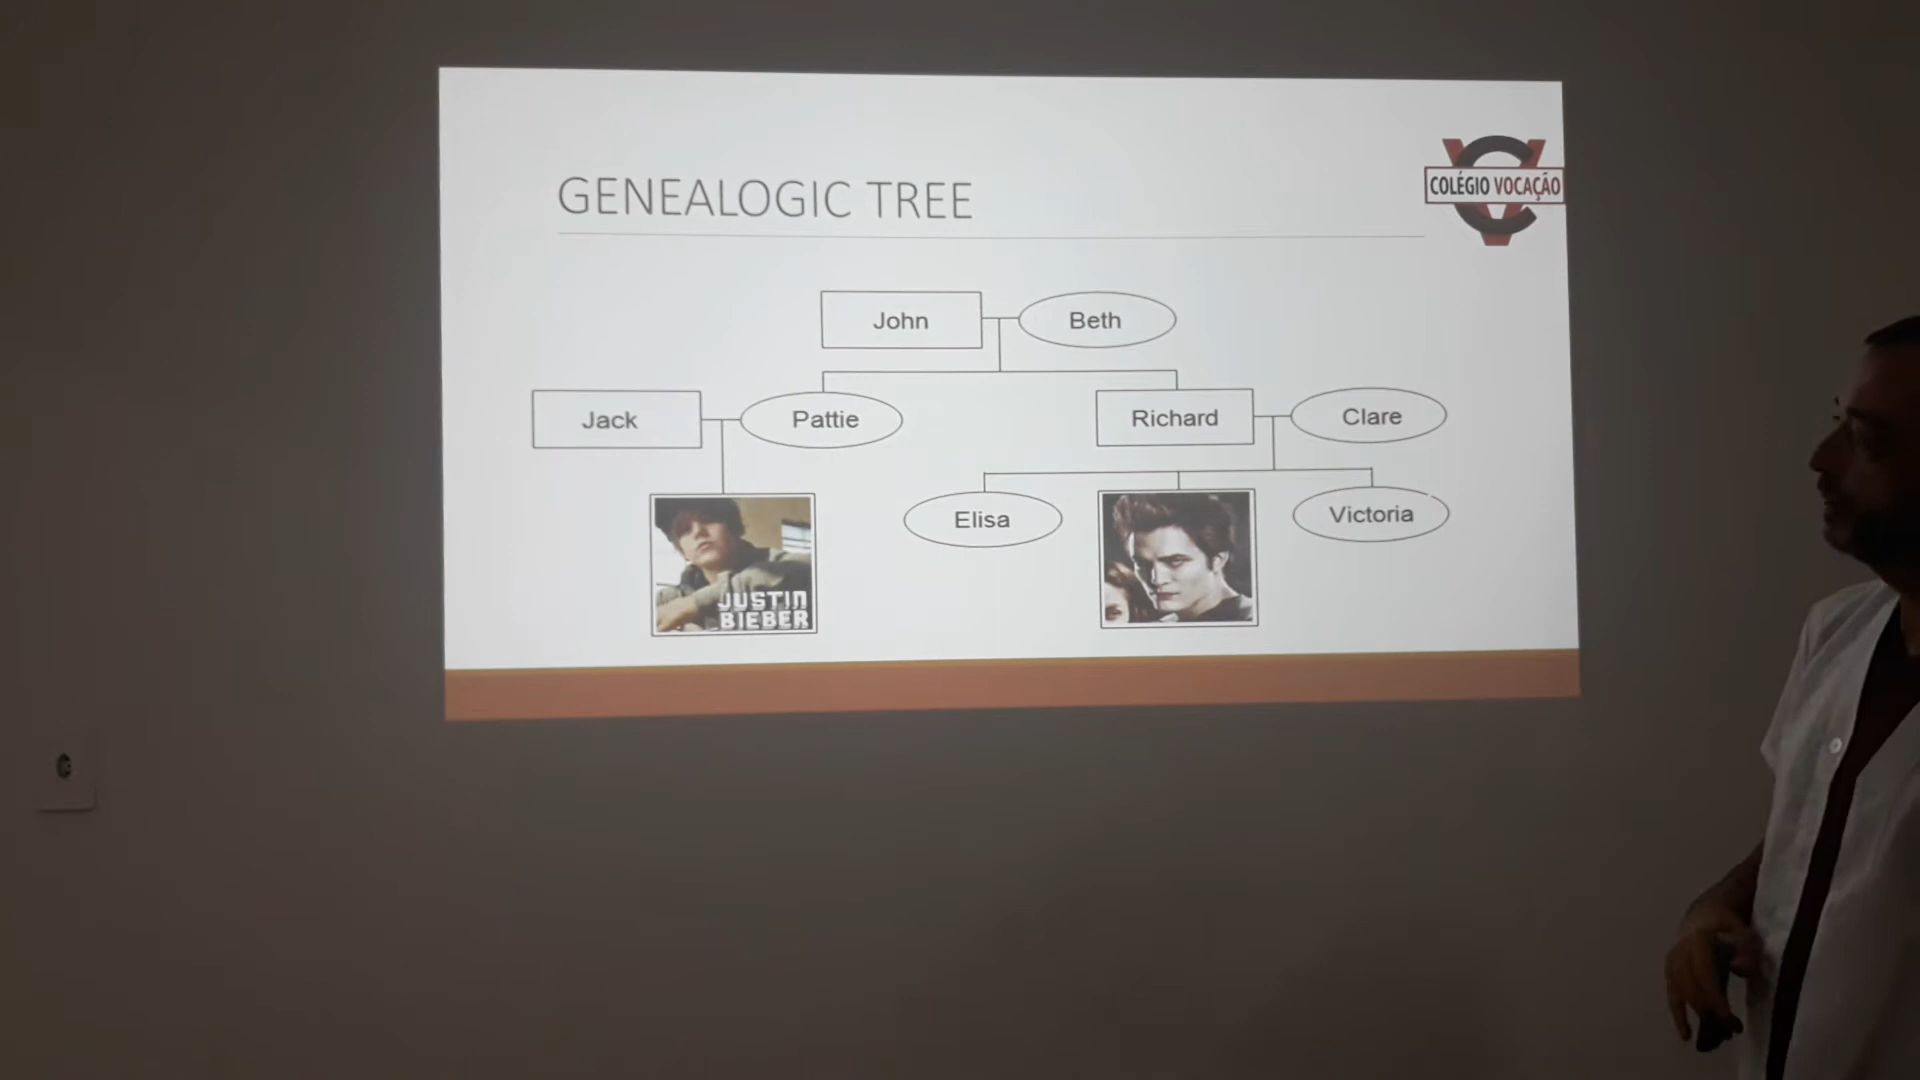 GENEALOGIC TREE
COLÉGIO VOCAÇÃO
John
Beth
Jack
Pattie
Richard
Clare
Elisa
Victoria
JUSTIN
BIEBER